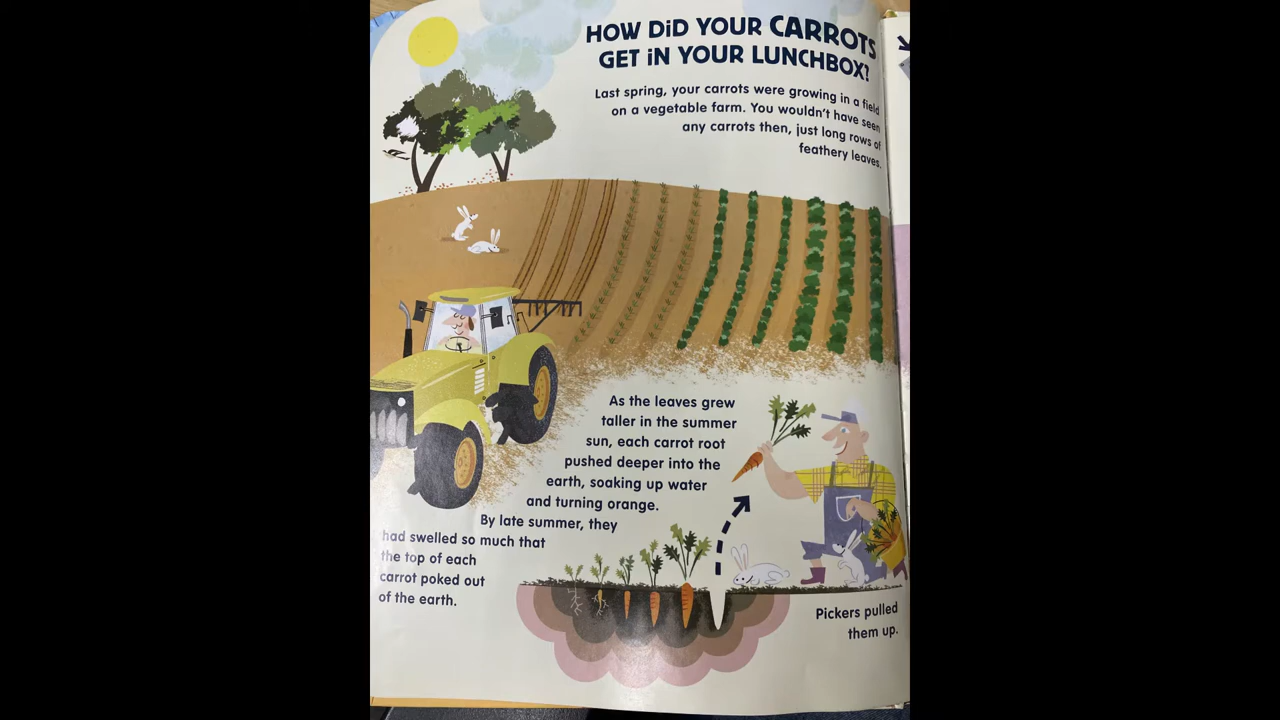 HOW DiD YOUR CARROTS
GET iN YOUR LUNCHBOX?
Last spring, your carrots were growing in a field
on a vegetable farm. You wouldn't have seen
any carrots then, just long rows of
feathery leaves.
As the leaves grew
taller in the summer
sun, each carrot root
pushed deeper into the
earth, soaking up water
and turning orange.
By late summer, they
had swelled so much that
the top of each
carrot poked out
of the earth.
Pickers pulled
them up.